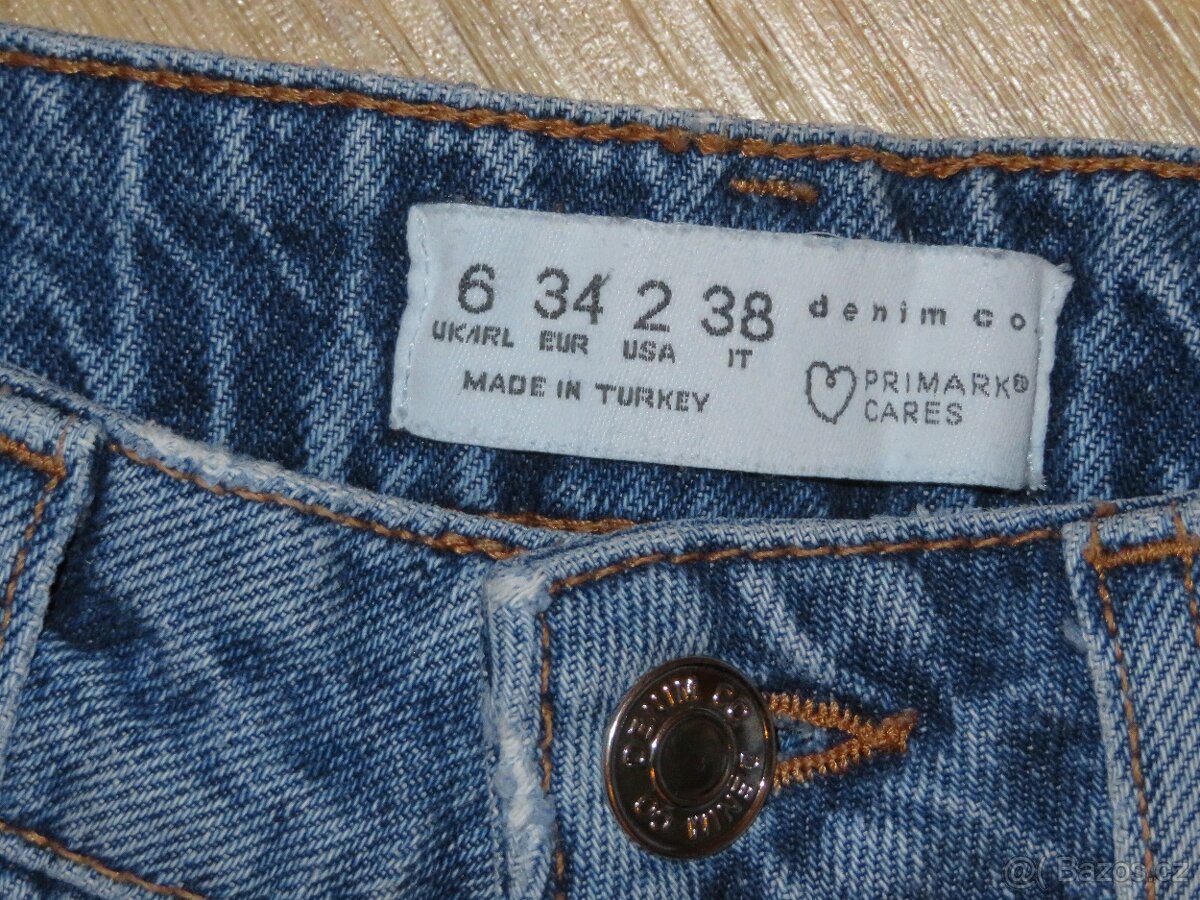 6 34 2 38
UK/IRL EUR USA IT
MADE IN TURKEY
denim co.
PRIMARK®
CARES
DENIM CO. DENIM CO.
@ Bazos.cz